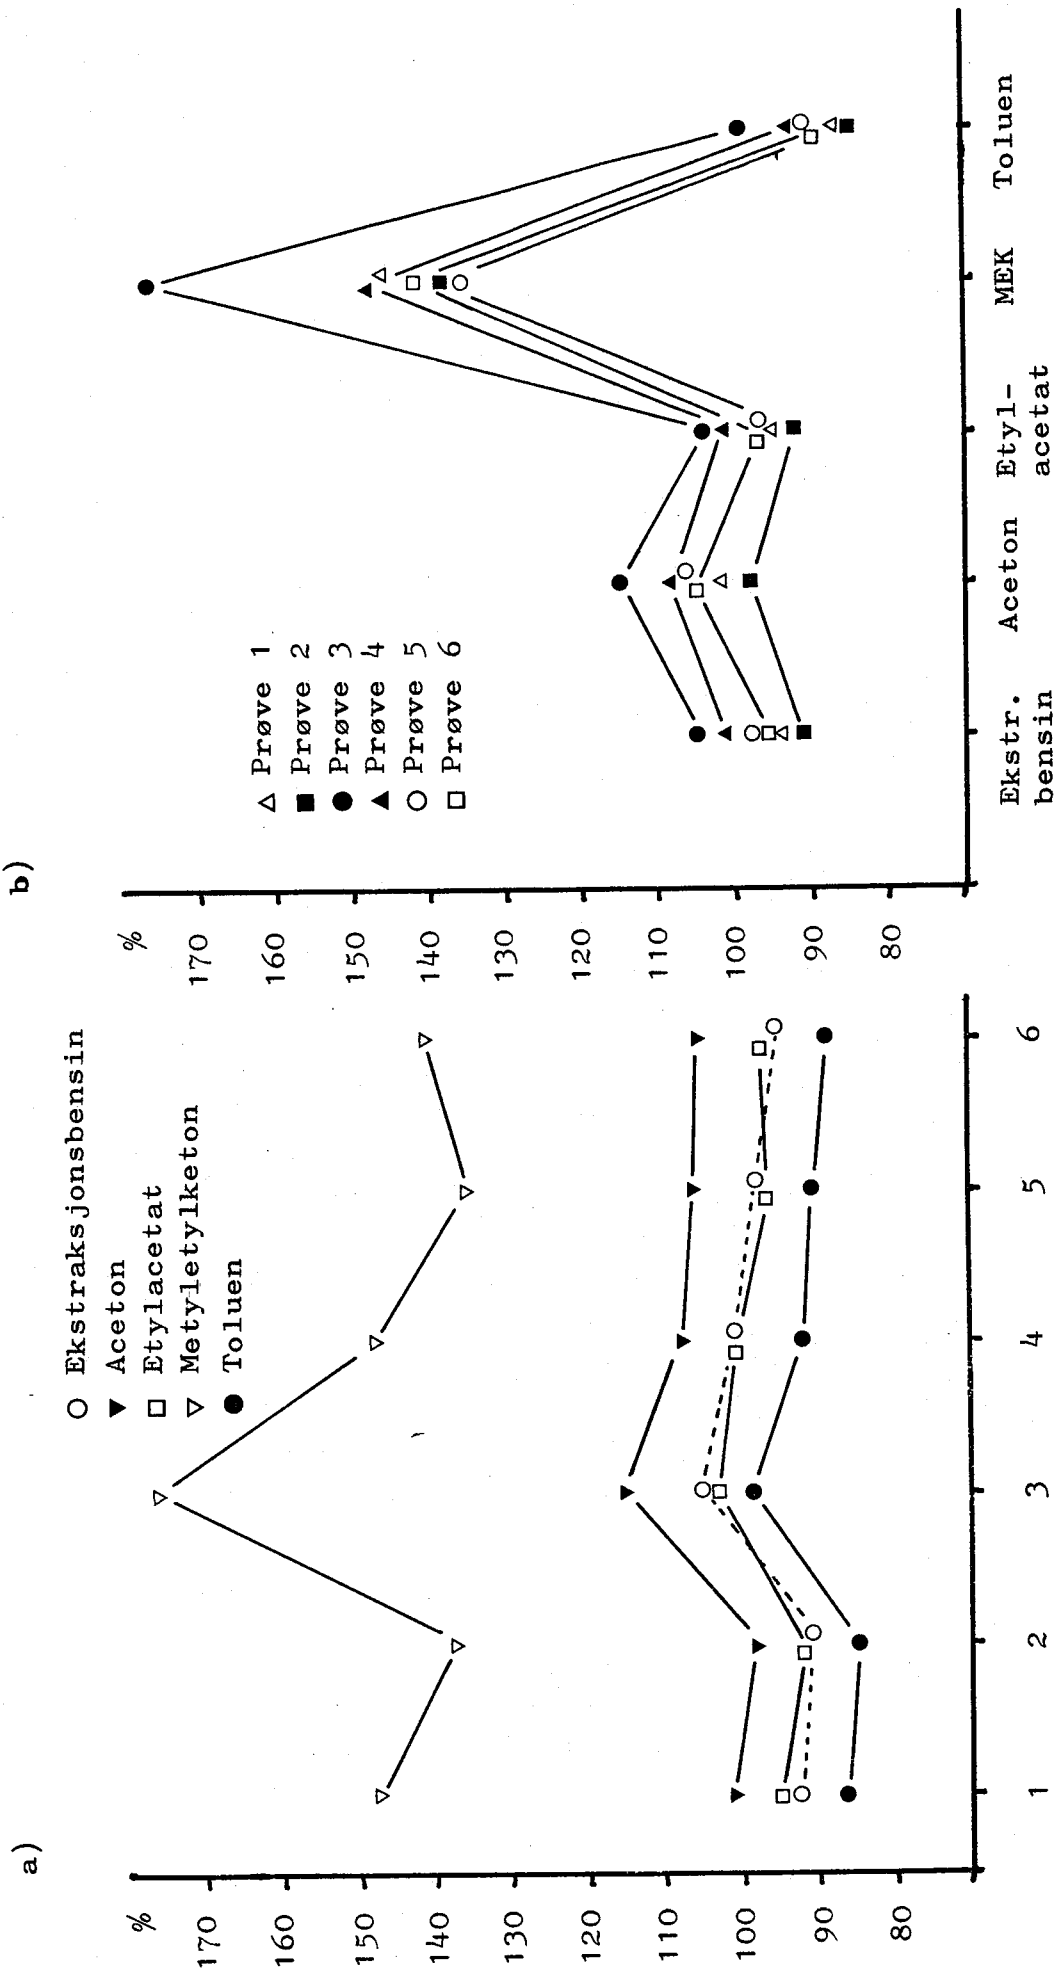 a)
%
170
160
150
140
130
120
110
100
90
80
1 2 3 4 5 6
○ Ekstraksjonsbensin
▼ Aceton
□ Etylacetat
▽ Metyletylketon
● Toluen
b)
%
170
160
150
140
130
120
110
100
90
80
△ Prøve 1
■ Prøve 2
● Prøve 3
▲ Prøve 4
○ Prøve 5
□ Prøve 6
Ekstr. Aceton Etyl- MEK Toluen
bensin acetat